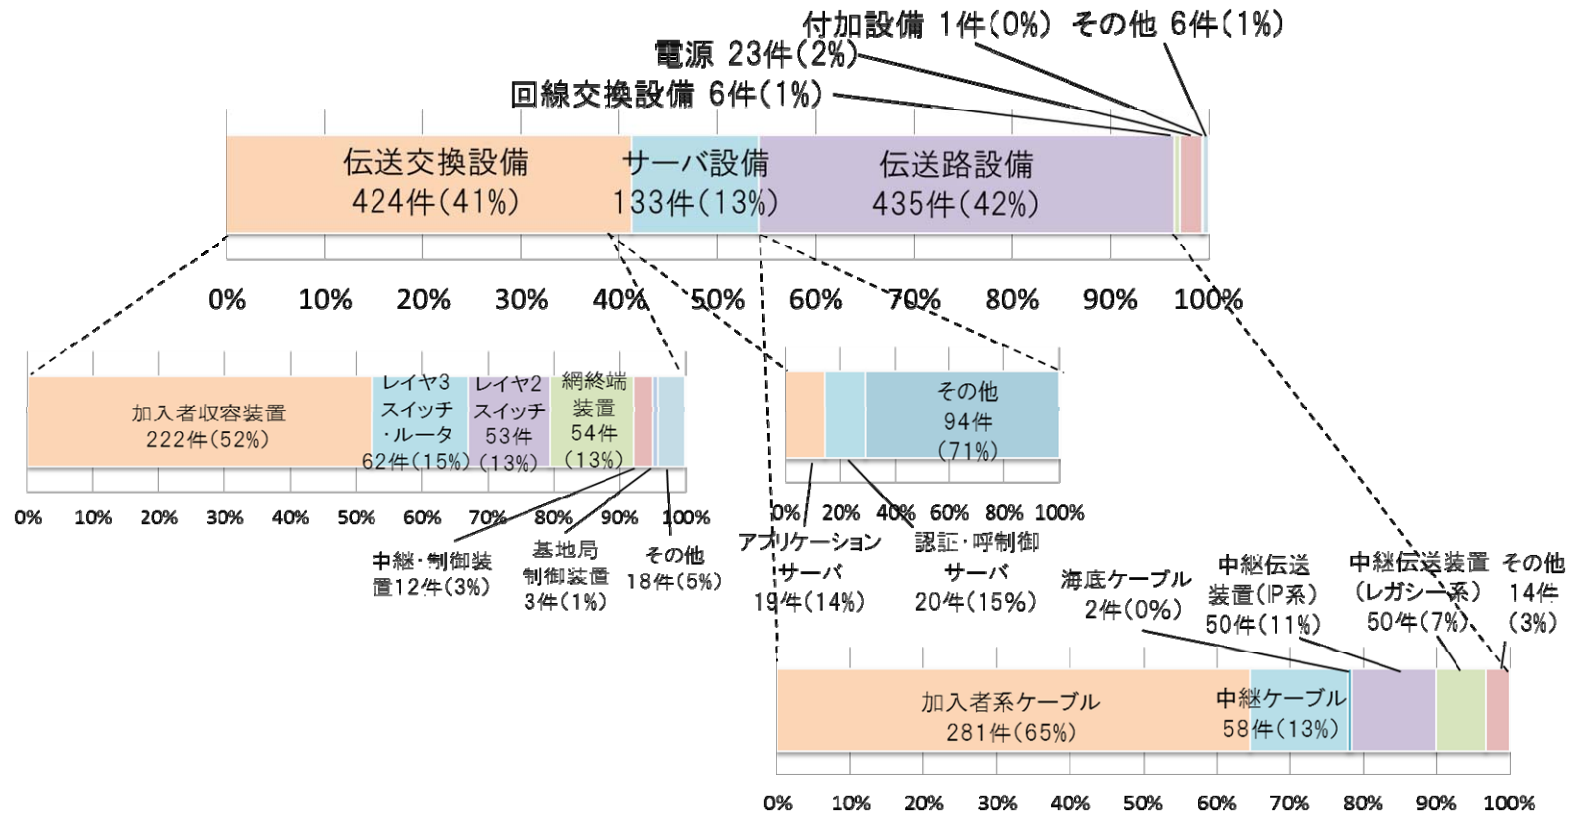 付加設備 1件(0%) その他 6件(1%)
電源 23件(2%)
回線交換設備 6件(1%)
伝送交換設備
424件(41%)
サーバ設備
133件(13%)
伝送路設備
435件(42%)
0% 10% 20% 30% 40% 50% 60% 70% 80% 90% 100%
加入者収容装置
222件(52%)
レイヤ3
スイッチ
・ルータ
62件(15%)
レイヤ2
スイッチ
53件
(13%)
網終端
装置
54件
(13%)
0% 10% 20% 30% 40% 50% 60% 70% 80% 90% 100%
中継・制御装
置12件(3%)
基地局
制御装置
3件(1%)
その他
18件(5%)
その他
94件
(71%)
0% 20% 40% 60% 80% 100%
アプリケーション
サーバ
19件(14%)
認証・呼制御
サーバ
20件(15%)
海底ケーブル
2件(0%)
中継伝送
装置(IP系)
50件(11%)
中継伝送装置
(レガシー系)
50件(7%)
その他
14件
(3%)
加入者系ケーブル
281件(65%)
中継ケーブル
58件(13%)
0% 10% 20% 30% 40% 50% 60% 70% 80% 90% 100%